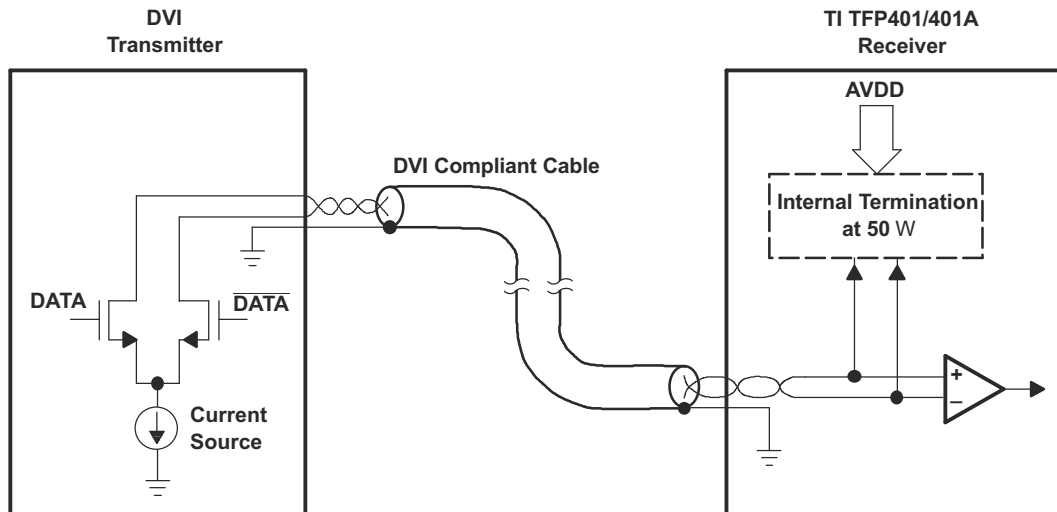 DVI
Transmitter
TI TFP401/401A
Receiver
AVDD
DVI Compliant Cable
Internal Termination
at 50 W
DATA
DATA
+
−
Current
Source